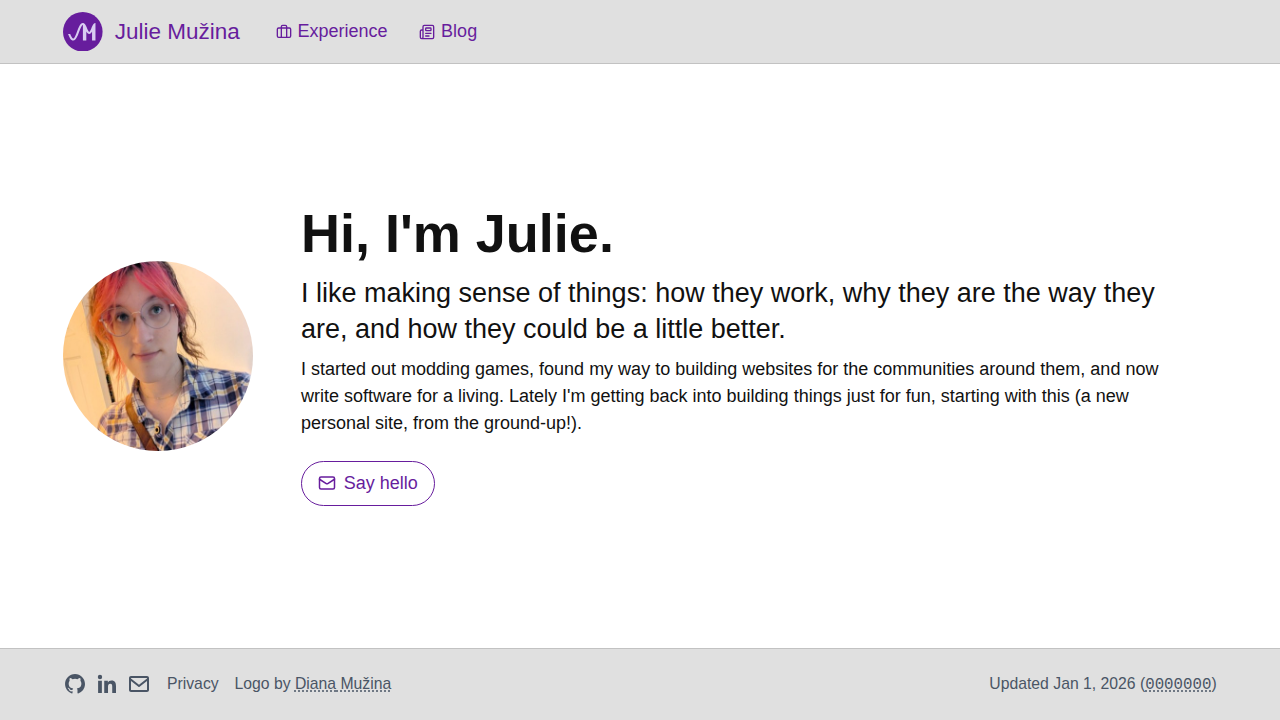 Julie Mužina
Experience
Blog
Hi, I'm Julie.
I like making sense of things: how they work, why they are the way they
are, and how they could be a little better.
I started out modding games, found my way to building websites for the communities around them, and now
write software for a living. Lately I'm getting back into building things just for fun, starting with this (a new
personal site, from the ground-up!).
Say hello
Privacy
Logo by Diana Mužina
Updated Jan 1, 2026 (0000000)